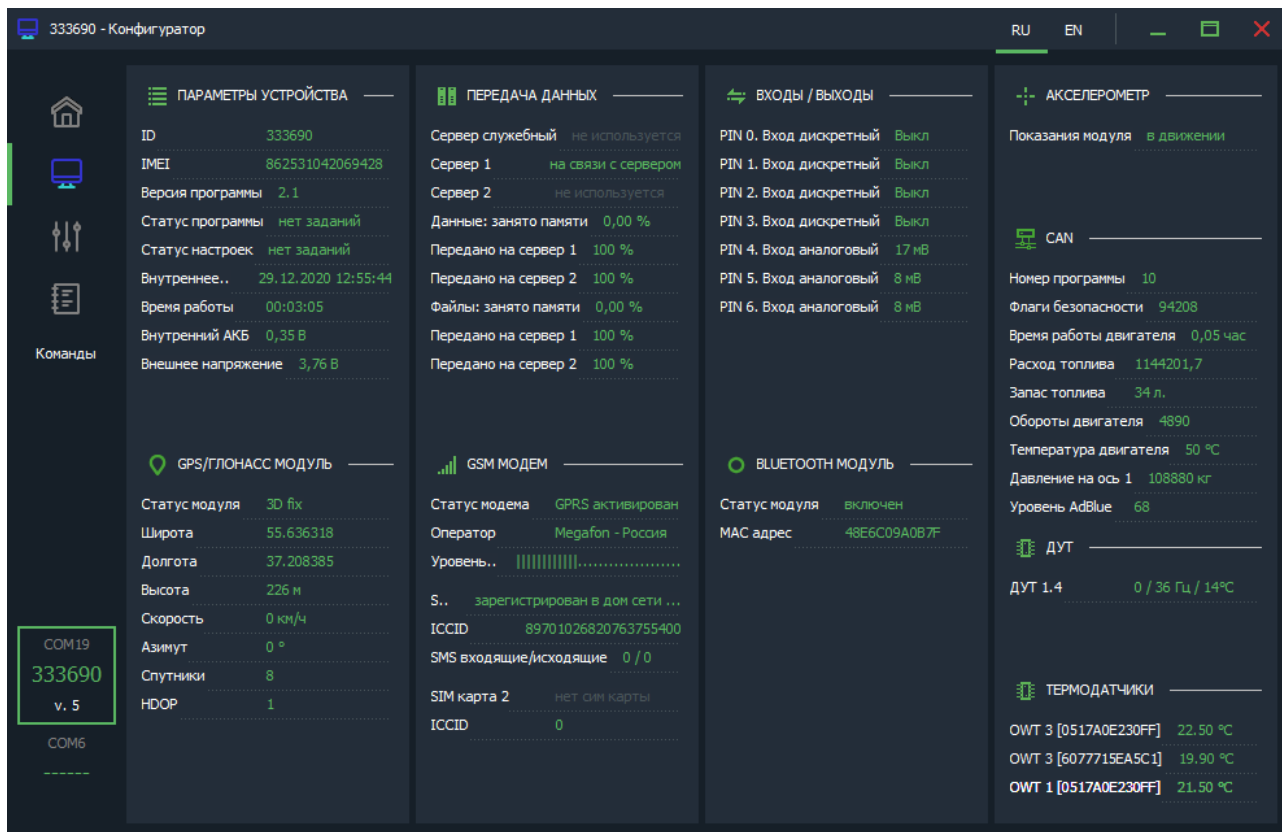 333690 - Конфигуратор
RU EN
ПАРАМЕТРЫ УСТРОЙСТВА
ID 333690
IMEI 862531042069428
Версия программы 2.1
Статус программы нет заданий
Статус настроек нет заданий
Внутреннее.. 29.12.2020 12:55:44
Время работы 00:03:05
Внутренний АКБ 0,35 В
Внешнее напряжение 3,76 В
GPS/ГЛОНАСС МОДУЛЬ
Статус модуля 3D fix
Широта 55.636318
Долгота 37.208385
Высота 226 м
Скорость 0 км/ч
Азимут 0 °
Спутники 8
HDOP 1
ПЕРЕДАЧА ДАННЫХ
Сервер служебный не используется
Сервер 1 на связи с сервером
Сервер 2 не используется
Данные: занято памяти 0,00 %
Передано на сервер 1 100 %
Передано на сервер 2 100 %
Файлы: занято памяти 0,00 %
Передано на сервер 1 100 %
Передано на сервер 2 100 %
GSM МОДЕМ
Статус модема GPRS активирован
Оператор Megafon - Россия
Уровень.. ||||||||||||....................
S.. зарегистрирован в дом сети ...
ICCID 89701026820763755400
SMS входящие/исходящие 0 / 0
SIM карта 2 нет сим карты
ICCID 0
ВХОДЫ / ВЫХОДЫ
PIN 0. Вход дискретный Выкл
PIN 1. Вход дискретный Выкл
PIN 2. Вход дискретный Выкл
PIN 3. Вход дискретный Выкл
PIN 4. Вход аналоговый 17 мВ
PIN 5. Вход аналоговый 8 мВ
PIN 6. Вход аналоговый 8 мВ
BLUETOOTH МОДУЛЬ
Статус модуля включен
MAC адрес 48E6C09A0B7F
АКСЕЛЕРОМЕТР
Показания модуля в движении
CAN
Номер программы 10
Флаги безопасности 94208
Время работы двигателя 0,05 час
Расход топлива 1144201,7
Запас топлива 34 л.
Обороты двигателя 4890
Температура двигателя 50 °C
Давление на ось 1 108880 кг
Уровень AdBlue 68
ДУТ
ДУТ 1.4 0 / 36 Гц / 14°C
ТЕРМОДАТЧИКИ
OWT 3 [0517A0E230FF] 22.50 °C
OWT 3 [6077715EA5C1] 19.90 °C
OWT 1 [0517A0E230FF] 21.50 °C
Команды
COM19
333690
v. 5
COM6
------